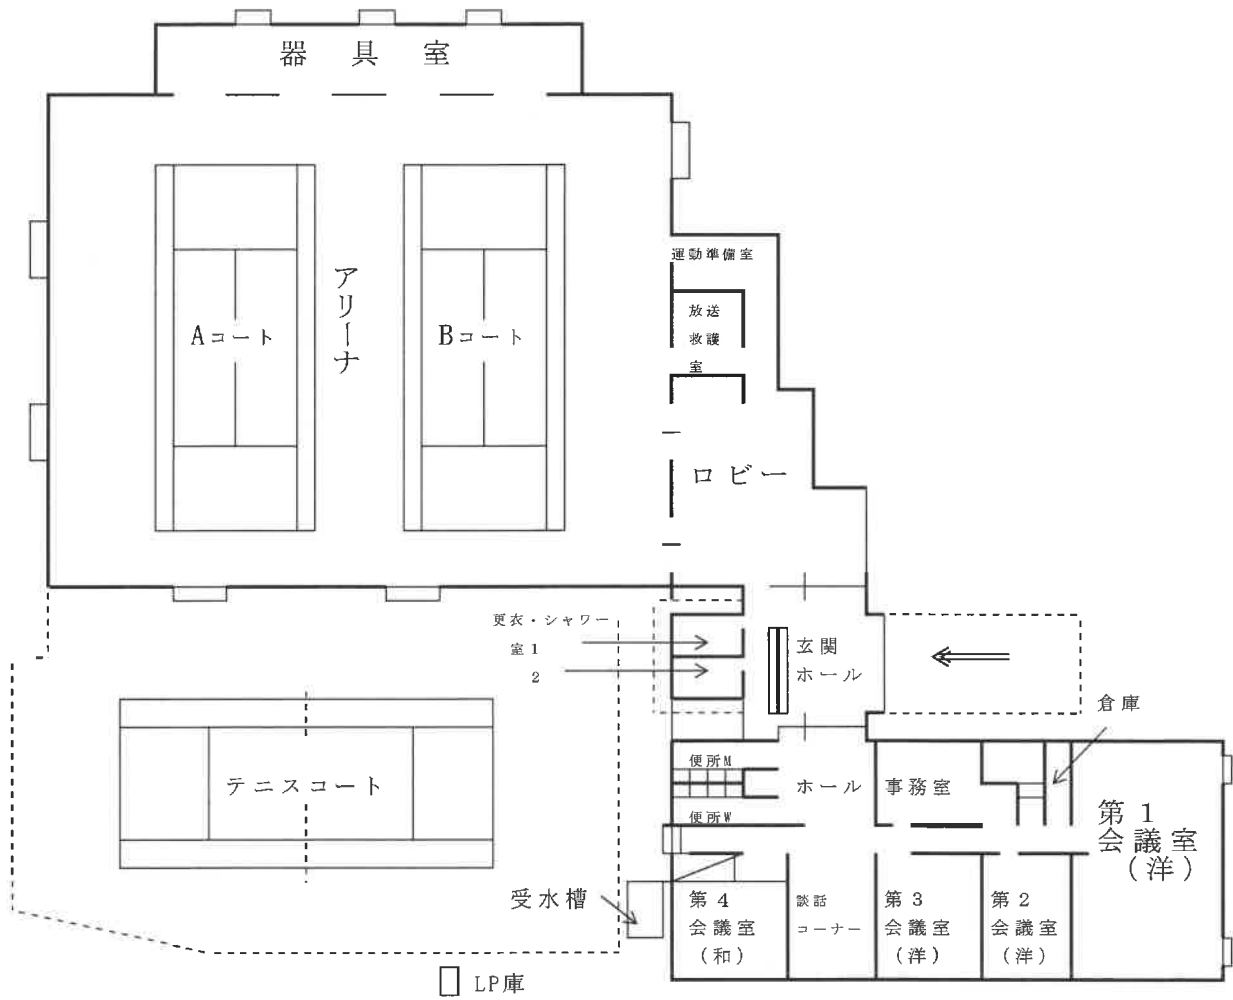 器具室
運動準備室
放送
救護
室
アリーナ
Aコート
Bコート
ロビー
更衣・シャワー
室1
2
玄関
ホール
倉庫
便所M
ホール
事務室
テニスコート
便所W
第1
会議室
(洋)
受水槽
第4
会議室
(和)
談話
コーナー
第3
会議室
(洋)
第2
会議室
(洋)
LP庫